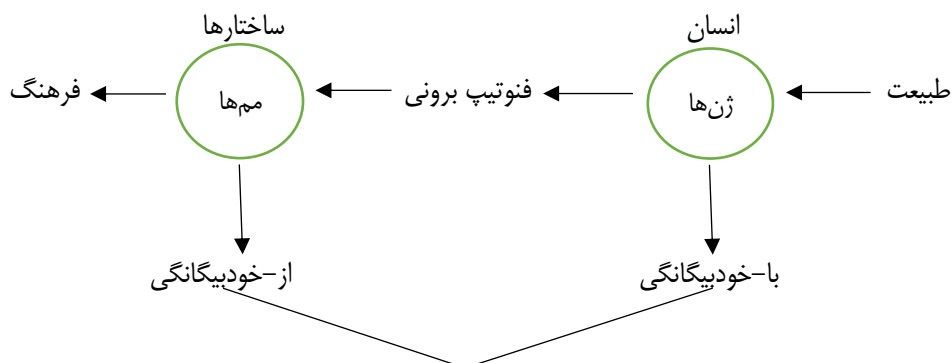 انسان
ساختارها
طبیعت
ژن‌ها
فنوتیپ برونی
مم‌ها
فرهنگ
با-خودبیگانگی
از-خودبیگانگی